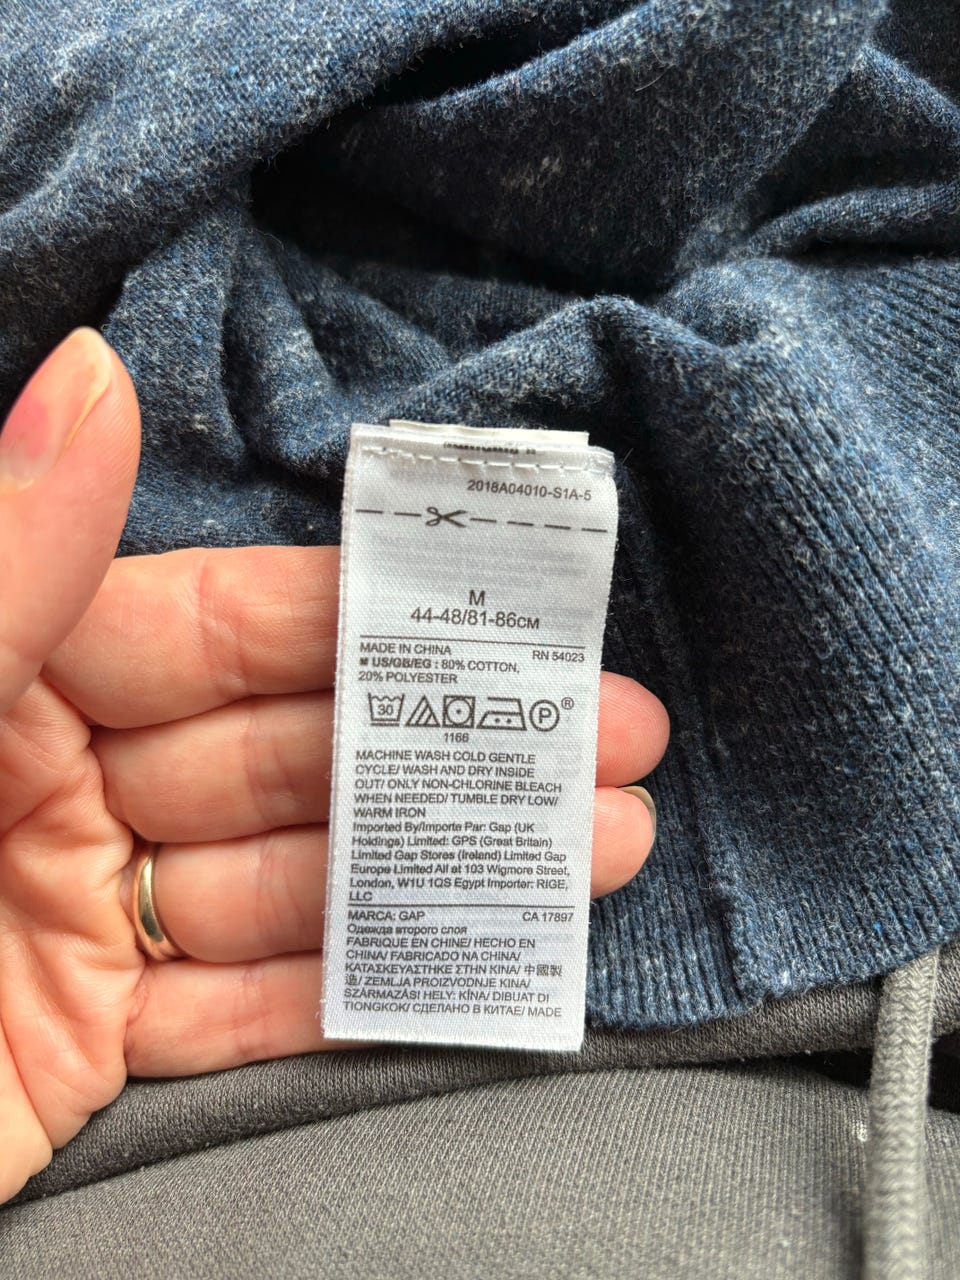 2018A04010-S1A-5
M
44-48/81-86CM
MADE IN CHINA RN 54023
US/GB/EG : 80% COTTON,
20% POLYESTER
30 P ®
1166
MACHINE WASH COLD GENTLE
CYCLE/ WASH AND DRY INSIDE
OUT/ ONLY NON-CHLORINE BLEACH
WHEN NEEDED/ TUMBLE DRY LOW/
WARM IRON
Imported By/Importe Par: Gap (UK
Holdings) Limited: GPS (Great Britain)
Limited Gap Stores (Ireland) Limited Gap
Europe Limited All at 103 Wigmore Street,
London, W1U 1QS Egypt Importer: RIGE,
LLC
MARCA: GAP CA 17897
Одежда второго слоя
FABRIQUE EN CHINE/ HECHO EN
CHINA/ FABRICADO NA CHINA/
ΚΑΤΑΣΚΕΥΑΣΤΗΚΕ ΣΤΗΝ ΚΙΝΑ/ 中國製
造/ ZEMLJA PROIZVODNJE KINA/
SZÁRMAZÁSI HELY: KÍNA/ DIBUAT DI
TIONGKOK/ СДЕЛАНО В КИТАЕ/ MADE